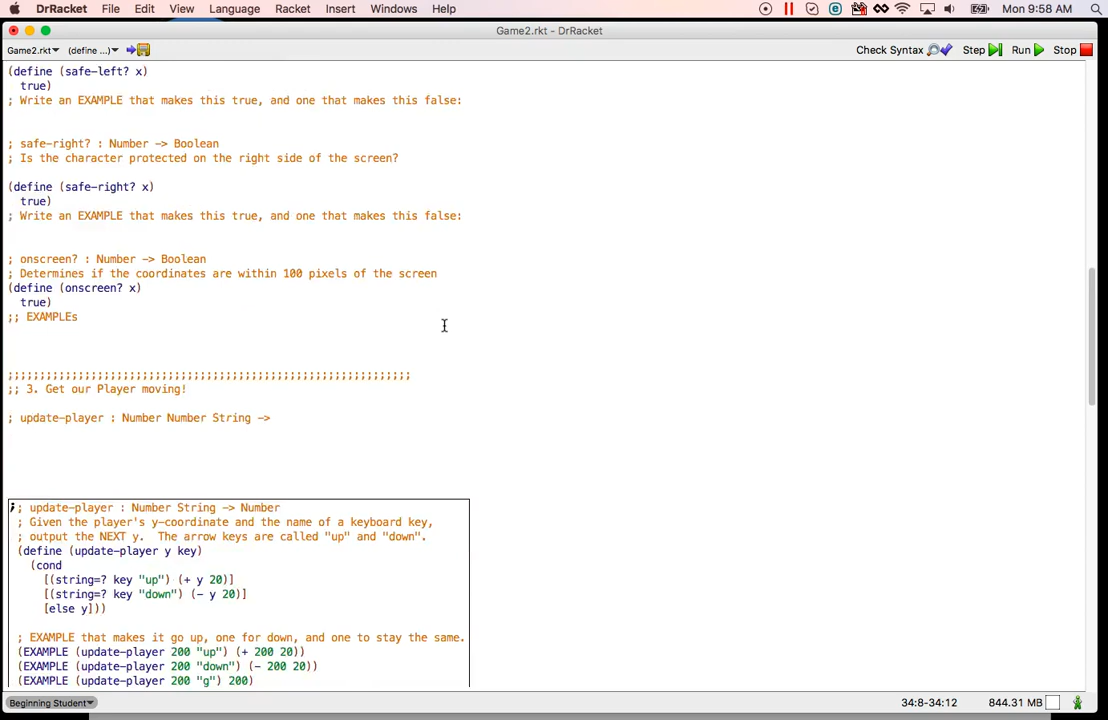 DrRacket File Edit View Language Racket Insert Windows Help Mon 9:58 AM
Game2.rkt - DrRacket
Game2.rkt▾ (define ...)▾ Check Syntax Step Run Stop
(define (safe-left? x)
true)
; Write an EXAMPLE that makes this true, and one that makes this false:
; safe-right? : Number -> Boolean
; Is the character protected on the right side of the screen?
(define (safe-right? x)
true)
; Write an EXAMPLE that makes this true, and one that makes this false:
; onscreen? : Number -> Boolean
; Determines if the coordinates are within 100 pixels of the screen
(define (onscreen? x)
true)
;; EXAMPLEs
;;;;;;;;;;;;;;;;;;;;;;;;;;;;;;;;;;;;;;;;;;;;;;;;;;;;;;;;;;;;;;;;
;; 3. Get our Player moving!
; update-player : Number Number String ->
;; update-player : Number String -> Number
; Given the player's y-coordinate and the name of a keyboard key,
; output the NEXT y. The arrow keys are called "up" and "down".
(define (update-player y key)
(cond
[(string=? key "up") (+ y 20)]
[(string=? key "down") (- y 20)]
[else y]))
; EXAMPLE that makes it go up, one for down, and one to stay the same.
(EXAMPLE (update-player 200 "up") (+ 200 20))
(EXAMPLE (update-player 200 "down") (- 200 20))
(EXAMPLE (update-player 200 "g") 200)
Beginning Student▾ 34:8-34:12 844.31 MB